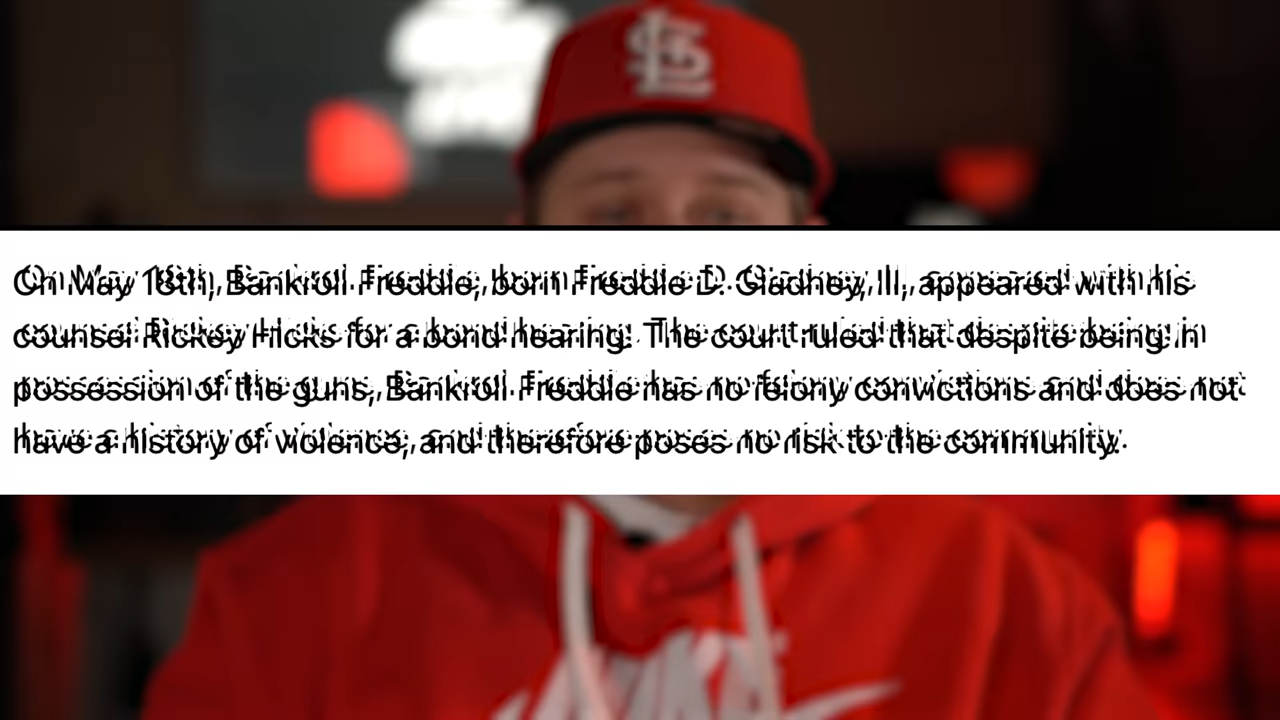 StL
On May 18th, Bankroll Freddie, born Freddie D. Gladney, III, appeared with his
counsel Rickey Hicks for a bond hearing. The court ruled that despite being in
possession of the guns, Bankroll Freddie has no felony convictions and does not
have a history of violence, and therefore poses no risk to the community.